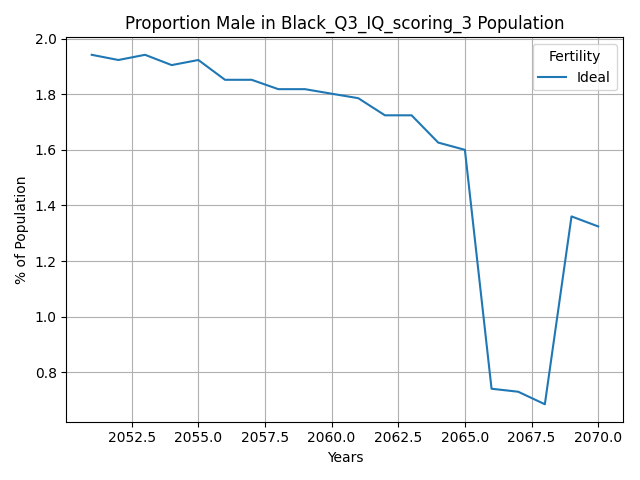 Proportion Male in Black_Q3_IQ_scoring_3 Population
Fertility
Ideal
% of Population
2.0
1.8
1.6
1.4
1.2
1.0
0.8
2052.5 2055.0 2057.5 2060.0 2062.5 2065.0 2067.5 2070.0
Years